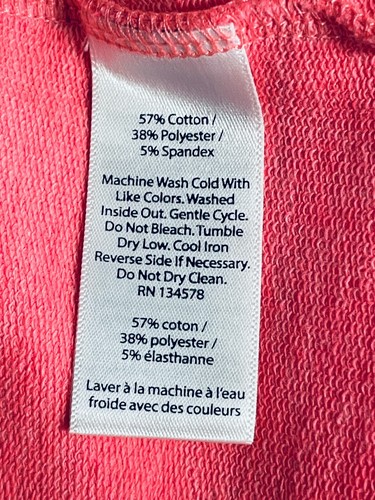 57% Cotton /
38% Polyester /
5% Spandex
Machine Wash Cold With
Like Colors. Washed
Inside Out. Gentle Cycle.
Do Not Bleach. Tumble
Dry Low. Cool Iron
Reverse Side If Necessary.
Do Not Dry Clean.
RN 134578
57% coton /
38% polyester /
5% élasthanne
Laver à la machine à l'eau
froide avec des couleurs